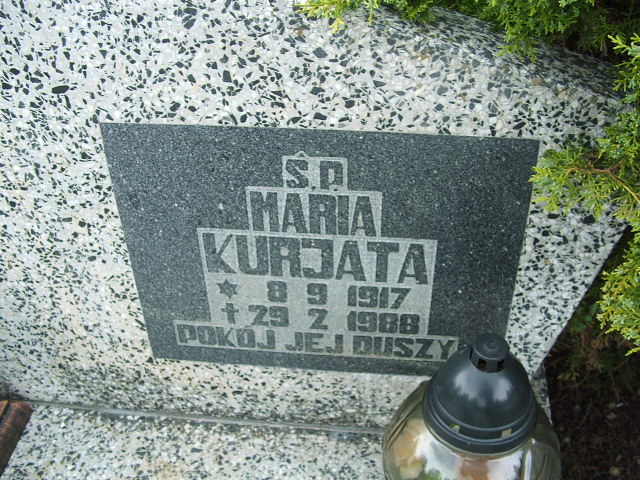 Ś.P.
MARIA
KURJATA
* 8 9 1917
† 29 2 1988
POKÓJ JEJ DUSZY